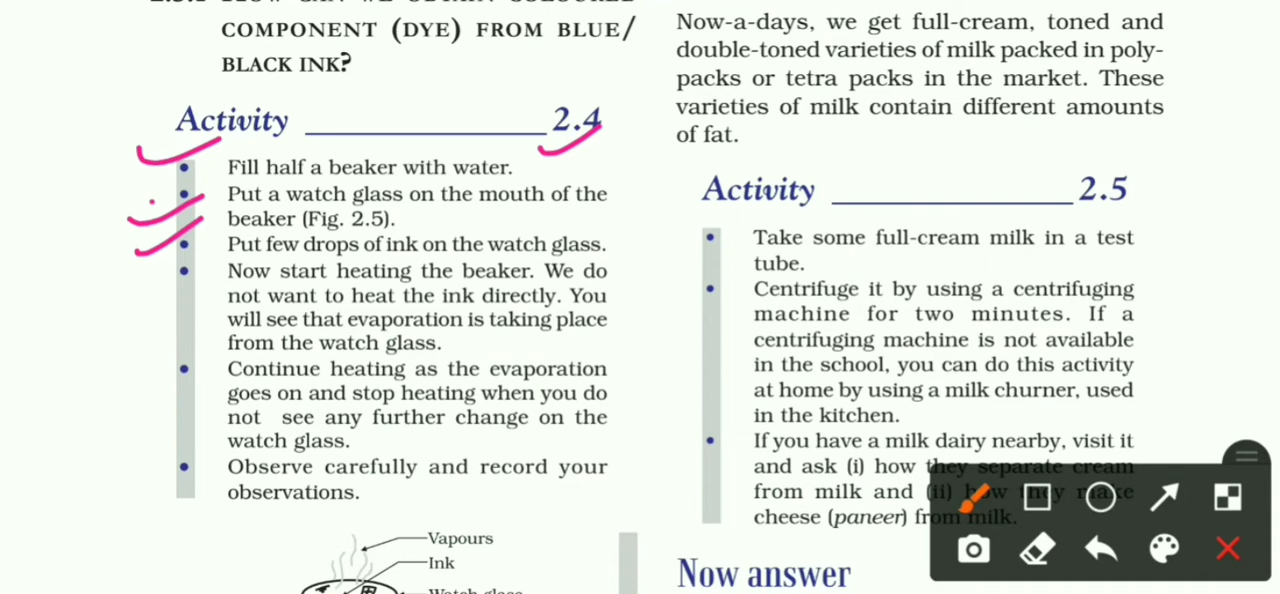 COMPONENT (DYE) FROM BLUE/
BLACK INK?
Activity 2.4
• Fill half a beaker with water.
• Put a watch glass on the mouth of the
beaker (Fig. 2.5).
• Put few drops of ink on the watch glass.
• Now start heating the beaker. We do
not want to heat the ink directly. You
will see that evaporation is taking place
from the watch glass.
• Continue heating as the evaporation
goes on and stop heating when you do
not see any further change on the
watch glass.
• Observe carefully and record your
observations.
Vapours
Ink
Now-a-days, we get full-cream, toned and
double-toned varieties of milk packed in poly-
packs or tetra packs in the market. These
varieties of milk contain different amounts
of fat.
Activity 2.5
• Take some full-cream milk in a test
tube.
• Centrifuge it by using a centrifuging
machine for two minutes. If a
centrifuging machine is not available
in the school, you can do this activity
at home by using a milk churner, used
in the kitchen.
• If you have a milk dairy nearby, visit it
and ask (i) how they separate cream
from milk and (ii) how they make
cheese (paneer) from milk.
Now answer